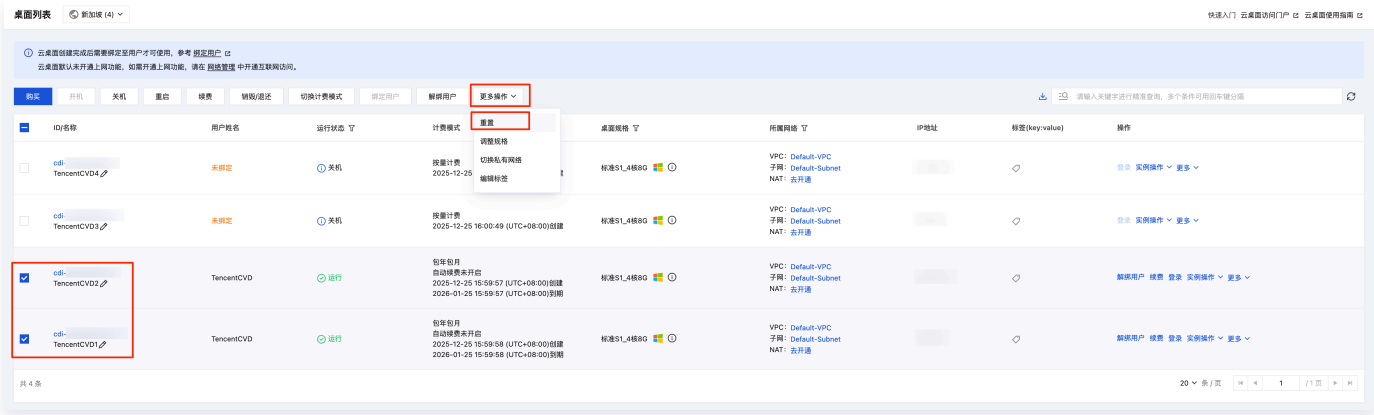 桌面列表 新加坡 (4) 快速入门 云桌面访问门户 云桌面使用指南
云桌面创建完成后需要绑定至用户才可使用，参考 绑定用户
云桌面默认未开通上网功能，如需开通上网功能，请在 网络管理 中开通互联网访问。
购买 开机 关机 重启 续费 销毁/退还 切换计费模式 绑定用户 解绑用户 更多操作 请输入关键字进行精准查询，多个条件可用回车键分隔
重置
调整规格
切换私有网络
编辑标签
ID/名称 用户姓名 运行状态 计费模式 桌面规格 所属网络 IP地址 标签(key:value) 操作
cdi-
TencentCVD4
未绑定
关机
按量计费
2025-12-25
标准S1_4核8G
VPC：Default-VPC
子网：Default-Subnet
NAT：去开通
登录 实例操作 更多
cdi-
TencentCVD3
未绑定
关机
按量计费
2025-12-25 16:00:49 (UTC+08:00)创建
标准S1_4核8G
VPC：Default-VPC
子网：Default-Subnet
NAT：去开通
登录 实例操作 更多
cdi-
TencentCVD2
TencentCVD
运行
包年包月
自动续费未开启
2025-12-25 15:59:57 (UTC+08:00)创建
2026-01-25 15:59:57 (UTC+08:00)到期
标准S1_4核8G
VPC：Default-VPC
子网：Default-Subnet
NAT：去开通
解绑用户 续费 登录 实例操作 更多
cdi-
TencentCVD1
TencentCVD
运行
包年包月
自动续费未开启
2025-12-25 15:59:58 (UTC+08:00)创建
2026-01-25 15:59:58 (UTC+08:00)到期
标准S1_4核8G
VPC：Default-VPC
子网：Default-Subnet
NAT：去开通
解绑用户 续费 登录 实例操作 更多
共 4 条 20 条 / 页 1 / 1 页